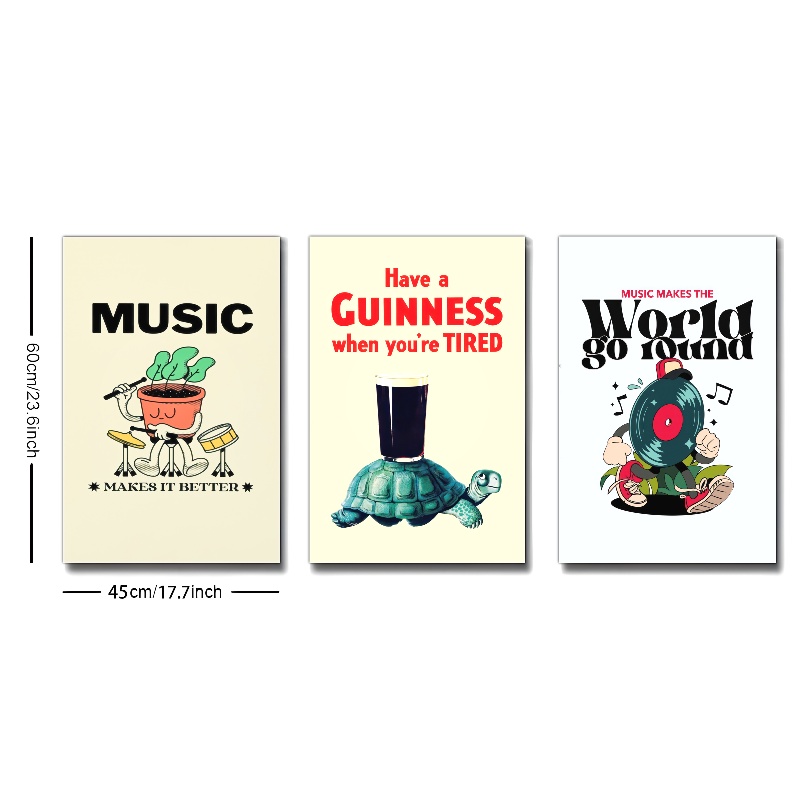 60cm/23.6inch
MUSIC
✷ MAKES IT BETTER ✷
45cm/17.7inch
Have a
GUINNESS
when you're TIRED
MUSIC MAKES THE
World
go round